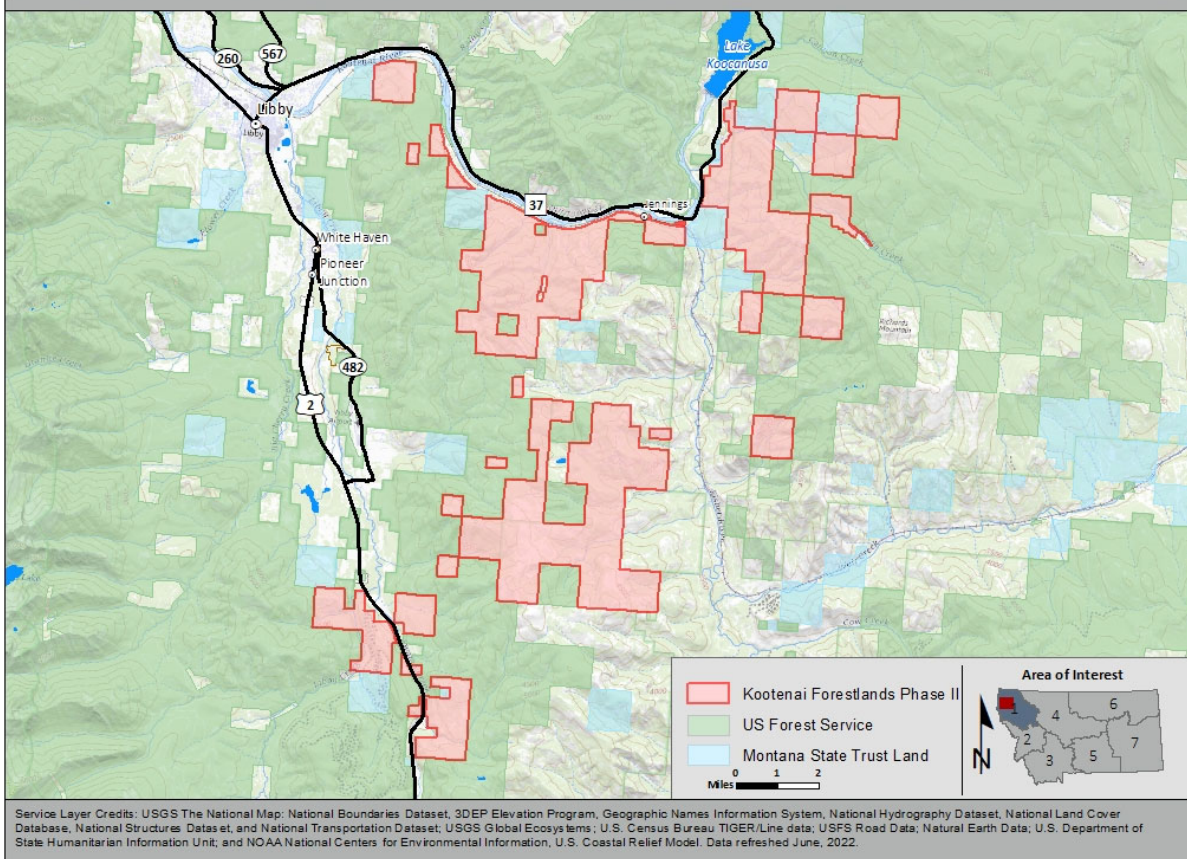 Lake
Koocanusa
260
567
Libby
Libby
37
Jennings
White Haven
Pioneer
Junction
Richards
Mountain
482
2
Cow Creek
Kootenai Forestlands Phase II
US Forest Service
Montana State Trust Land
Miles 0 1 2
N
Area of Interest
1 2 3 4 5 6 7
Service Layer Credits: USGS The National Map: National Boundaries Dataset, 3DEP Elevation Program, Geographic Names Information System, National Hydrography Dataset, National Land Cover
Database, National Structures Dataset, and National Transportation Dataset; USGS Global Ecosystems; U.S. Census Bureau TIGER/Line data; USFS Road Data; Natural Earth Data; U.S. Department of
State Humanitarian Information Unit; and NOAA National Centers for Environmental Information, U.S. Coastal Relief Model. Data refreshed June, 2022.